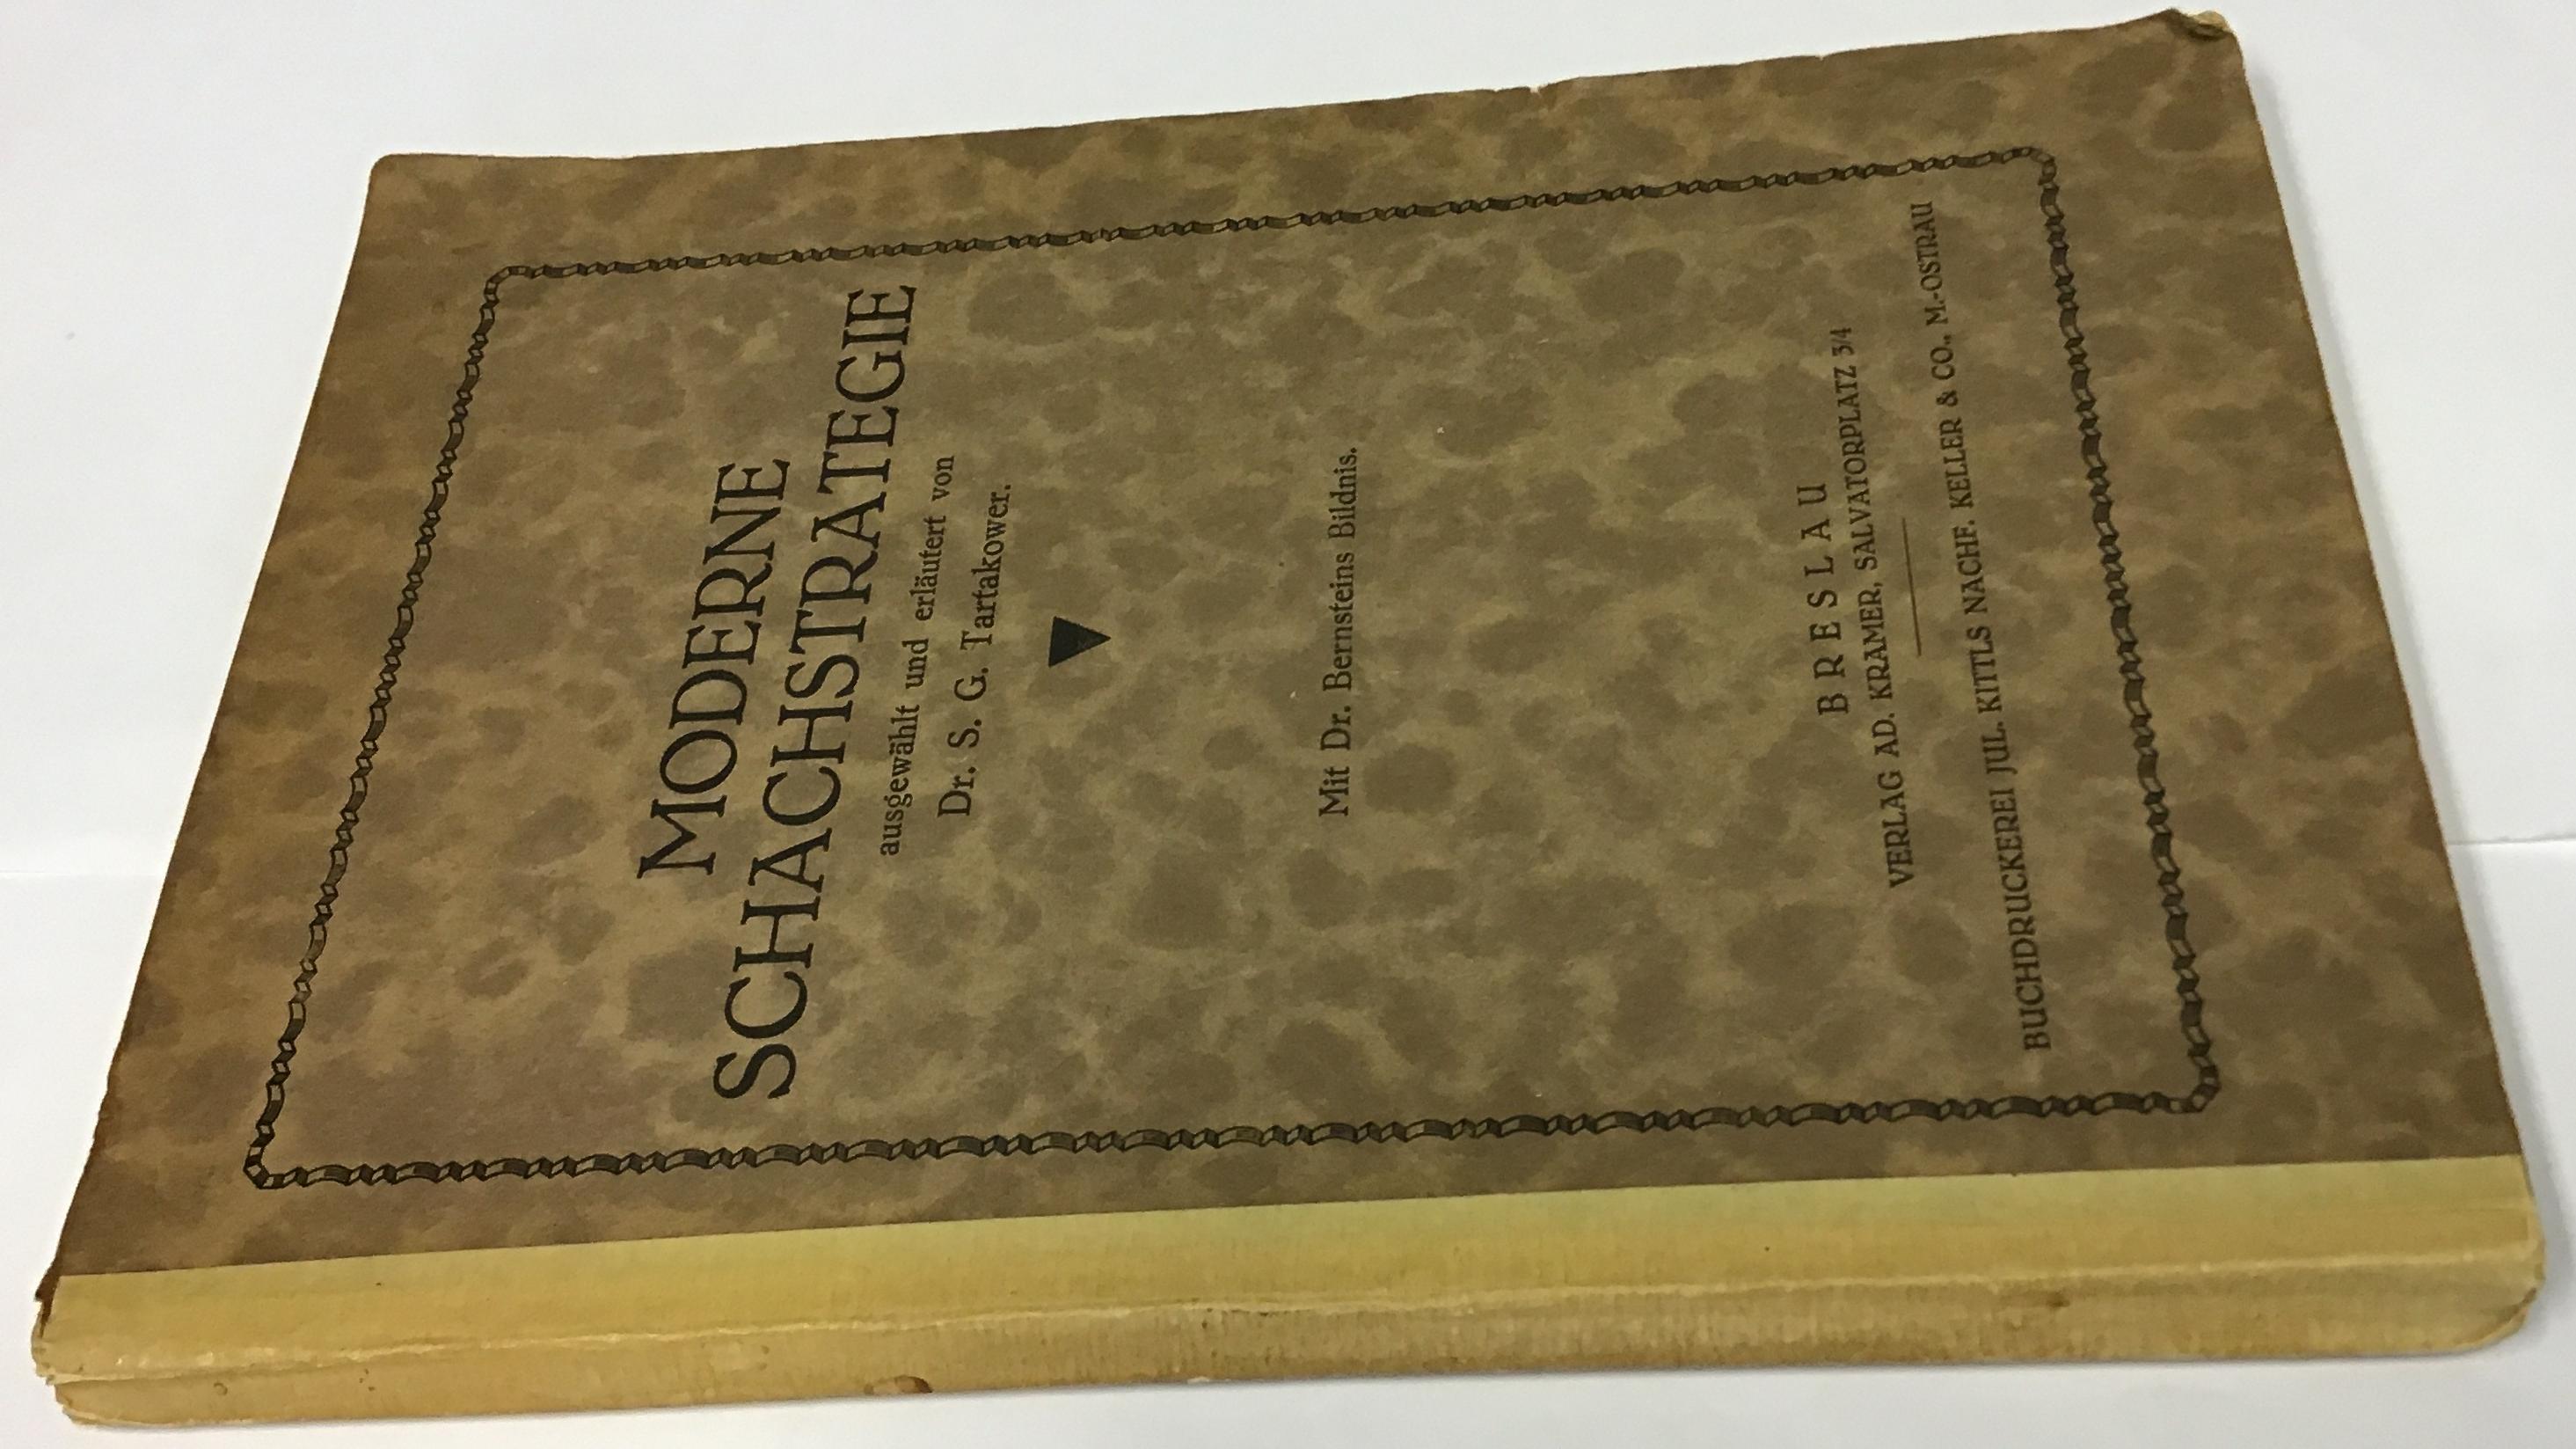 MODERNE
SCHACHSTRATEGIE
ausgewählt und erläutert von
Dr. S. G. Tartakower.
Mit Dr. Bernsteins Bildnis.
BRESLAU
VERLAG AD. KRAMER, SALVATORPLATZ 3/4
BUCHDRUCKEREI JUL. KITTLS NACHF. KELLER & CO., M.-OSTRAU